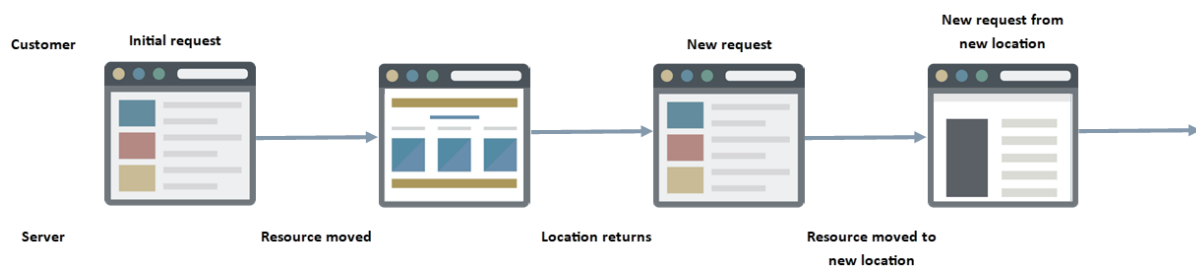 Customer
Initial request
New request
New request from
new location
Server
Resource moved
Location returns
Resource moved to
new location